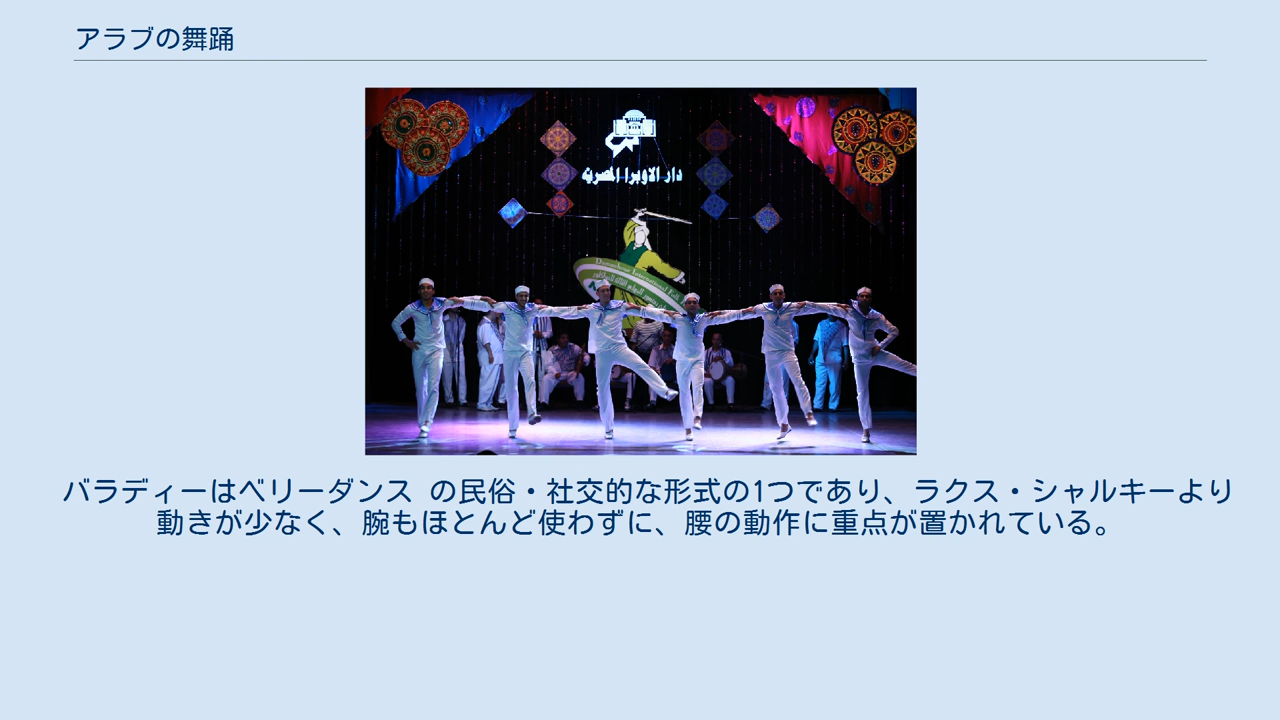 アラブの舞踊
دار الاوبرا المصرية
バラディーはベリーダンス の民俗・社交的な形式の1つであり、ラクス・シャルキーより
動きが少なく、腕もほとんど使わずに、腰の動作に重点が置かれている。